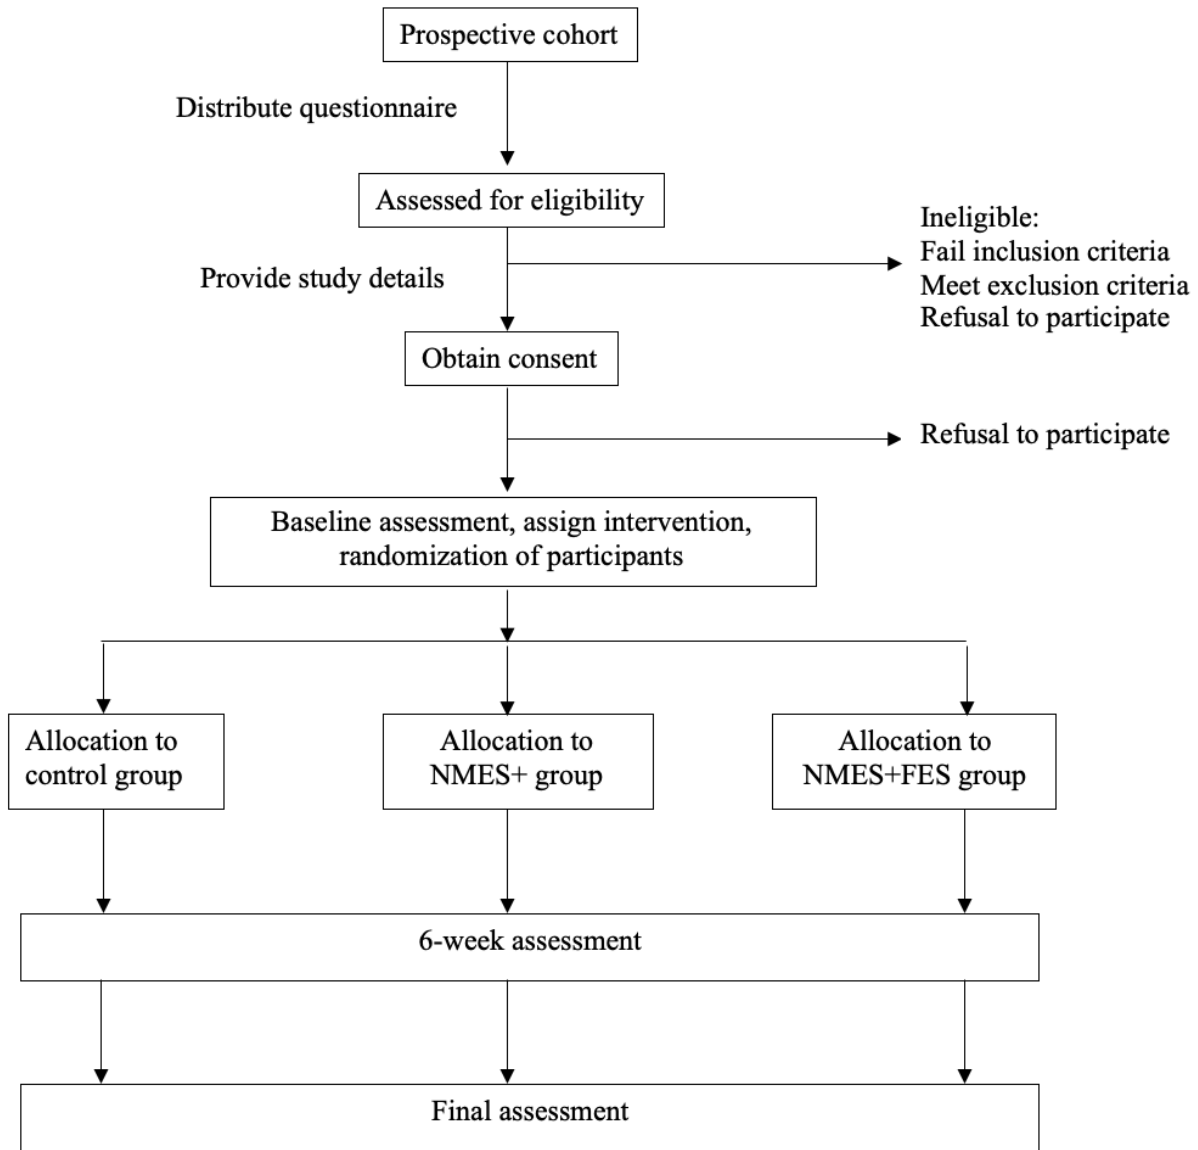 Prospective cohort
Distribute questionnaire
Assessed for eligibility
Ineligible:
Fail inclusion criteria
Meet exclusion criteria
Refusal to participate
Provide study details
Obtain consent
Refusal to participate
Baseline assessment, assign intervention,
randomization of participants
Allocation to
control group
Allocation to
NMES+ group
Allocation to
NMES+FES group
6-week assessment
Final assessment